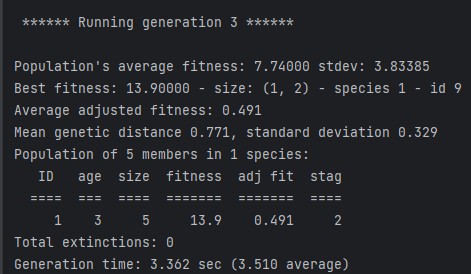 ****** Running generation 3 ******
Population's average fitness: 7.74000 stdev: 3.83385
Best fitness: 13.90000 - size: (1, 2) - species 1 - id 9
Average adjusted fitness: 0.491
Mean genetic distance 0.771, standard deviation 0.329
Population of 5 members in 1 species:
ID age size fitness adj fit stag
==== === ==== ======= ======= ====
1 3 5 13.9 0.491 2
Total extinctions: 0
Generation time: 3.362 sec (3.510 average)